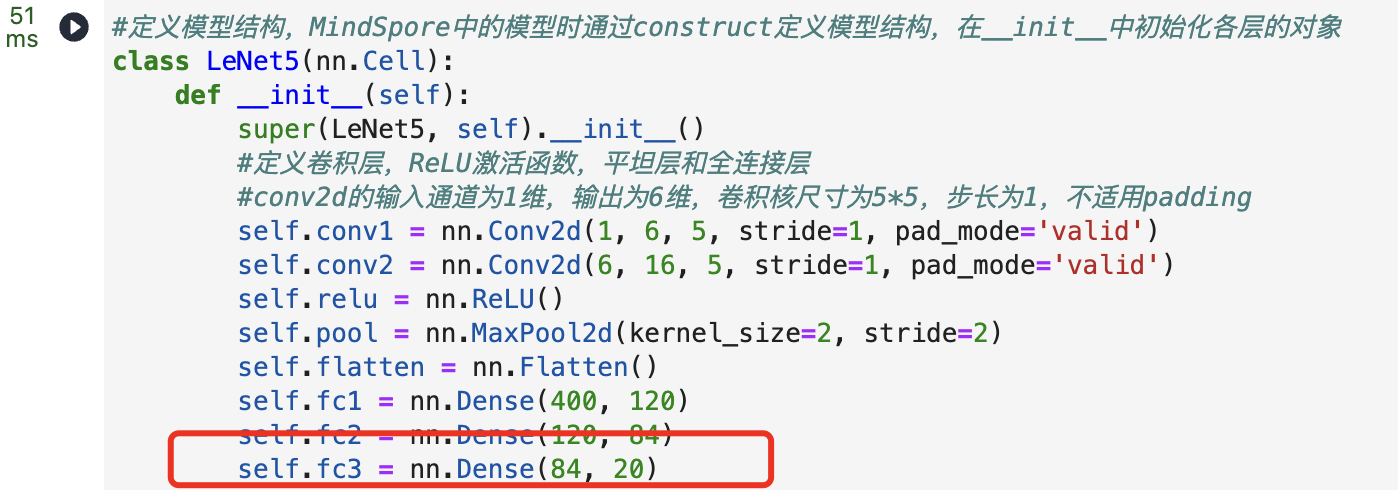 51
ms
#定义模型结构，MindSpore中的模型时通过construct定义模型结构，在__init__中初始化各层的对象
class LeNet5(nn.Cell):
    def __init__(self):
        super(LeNet5, self).__init__()
        #定义卷积层，ReLU激活函数，平坦层和全连接层
        #conv2d的输入通道为1维，输出为6维，卷积核尺寸为5*5，步长为1，不适用padding
        self.conv1 = nn.Conv2d(1, 6, 5, stride=1, pad_mode='valid')
        self.conv2 = nn.Conv2d(6, 16, 5, stride=1, pad_mode='valid')
        self.relu = nn.ReLU()
        self.pool = nn.MaxPool2d(kernel_size=2, stride=2)
        self.flatten = nn.Flatten()
        self.fc1 = nn.Dense(400, 120)
        self.fc2 = nn.Dense(120, 84)
        self.fc3 = nn.Dense(84, 20)